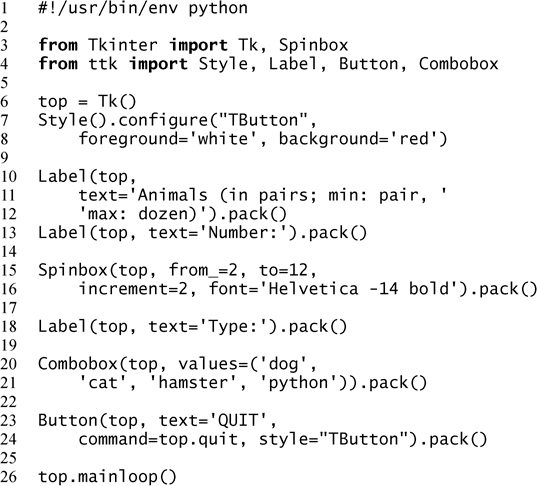 1 #!/usr/bin/env python
2
3 from Tkinter import Tk, Spinbox
4 from ttk import Style, Label, Button, Combobox
5
6 top = Tk()
7 Style().configure("TButton",
8     foreground='white', background='red')
9
10 Label(top,
11     text='Animals (in pairs; min: pair, '
12     'max: dozen)').pack()
13 Label(top, text='Number:').pack()
14
15 Spinbox(top, from_=2, to=12,
16     increment=2, font='Helvetica -14 bold').pack()
17
18 Label(top, text='Type:').pack()
19
20 Combobox(top, values=('dog',
21     'cat', 'hamster', 'python')).pack()
22
23 Button(top, text='QUIT',
24     command=top.quit, style="TButton").pack()
25
26 top.mainloop()